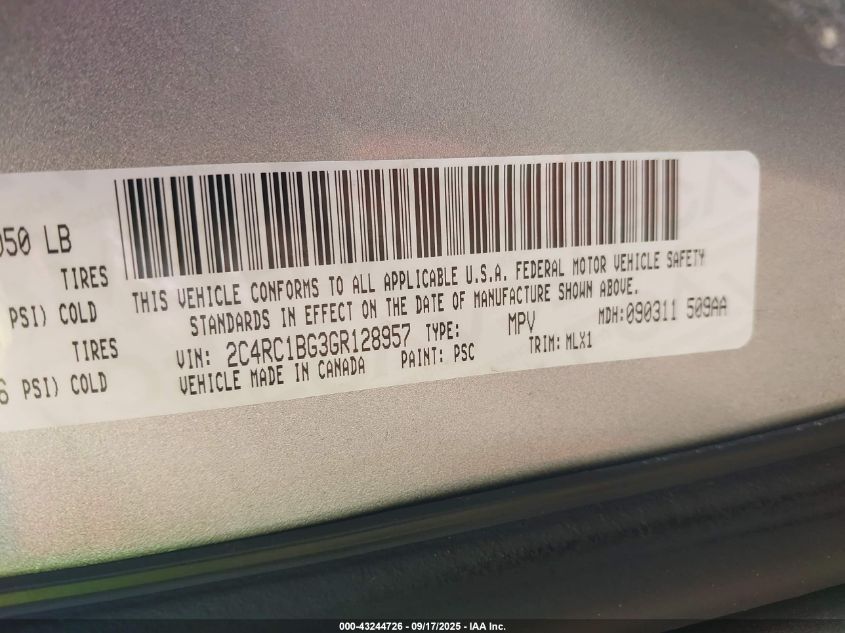 050 LB
TIRES
PSI) COLD
TIRES
6 PSI) COLD
THIS VEHICLE CONFORMS TO ALL APPLICABLE U.S.A. FEDERAL MOTOR VEHICLE SAFETY
STANDARDS IN EFFECT ON THE DATE OF MANUFACTURE SHOWN ABOVE.
VIN: 2C4RC1BG3GR128957 TYPE: MPV MDH:090311 509AA
VEHICLE MADE IN CANADA PAINT: PSC TRIM: MLX1
000-43244726 - 09/17/2025 - IAA Inc.